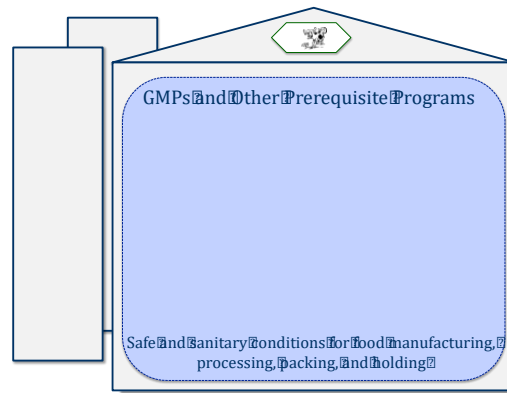 GMPs and Other Prerequisite Programs
Safe and sanitary conditions for food manufacturing,
processing, packing, and holding